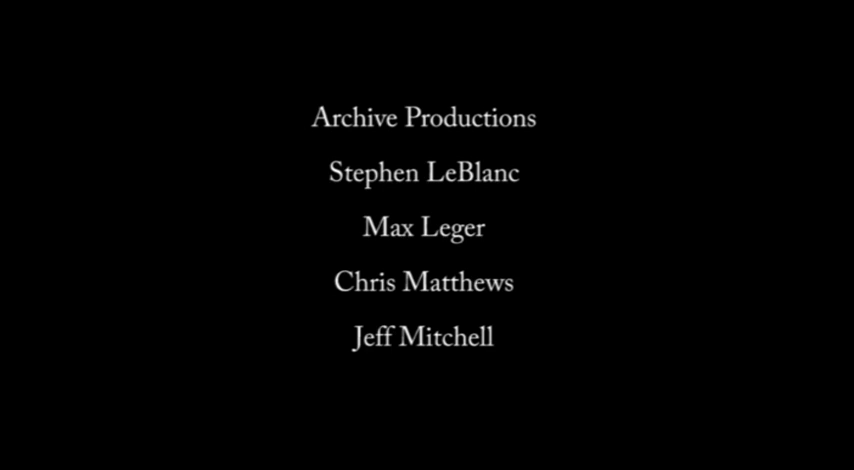 Archive Productions
Stephen LeBlanc
Max Leger
Chris Matthews
Jeff Mitchell